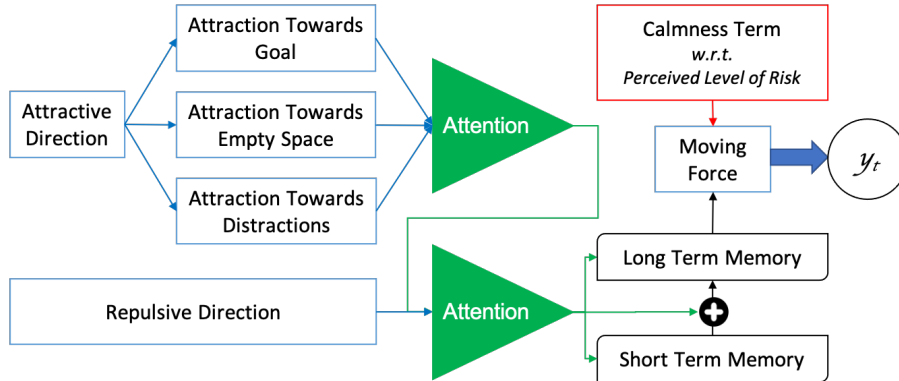 Attraction Towards
Goal
Attractive
Direction
Attraction Towards
Empty Space
Attraction Towards
Distractions
Attention
Calmness Term
w.r.t.
Perceived Level of Risk
Moving
Force
y_t
Repulsive Direction
Attention
Long Term Memory
Short Term Memory